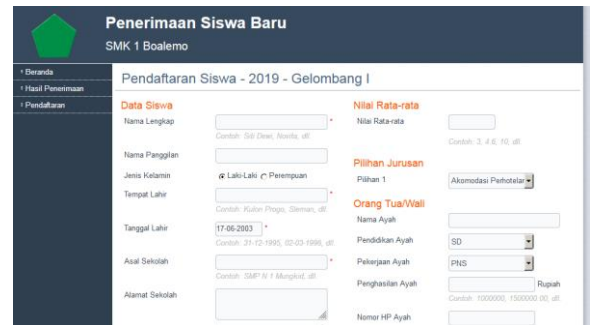 Penerimaan Siswa Baru
SMK 1 Boalemo
Beranda
Hasil Penerimaan
Pendaftaran
Pendaftaran Siswa - 2019 - Gelombang I
Data Siswa
Nama Lengkap *
Contoh: Siti Dewi, Novita, dll.
Nama Panggilan
Jenis Kelamin Laki-Laki Perempuan
Tempat Lahir *
Contoh: Kulon Progo, Sleman, dll.
Tanggal Lahir 17-06-2003 *
Contoh: 31-12-1995, 02-03-1996, dll.
Asal Sekolah *
Contoh: SMP N 1 Mungkid, dll.
Alamat Sekolah
Nilai Rata-rata
Nilai Rata-rata
Contoh: 3, 4.6, 10, dll.
Pilihan Jurusan
Pilihan 1 Akomodasi Perhotelan
Orang Tua/Wali
Nama Ayah
Pendidikan Ayah SD
Pekerjaan Ayah PNS
Penghasilan Ayah Rupiah
Contoh: 1000000, 1500000.00, dll.
Nomor HP Ayah